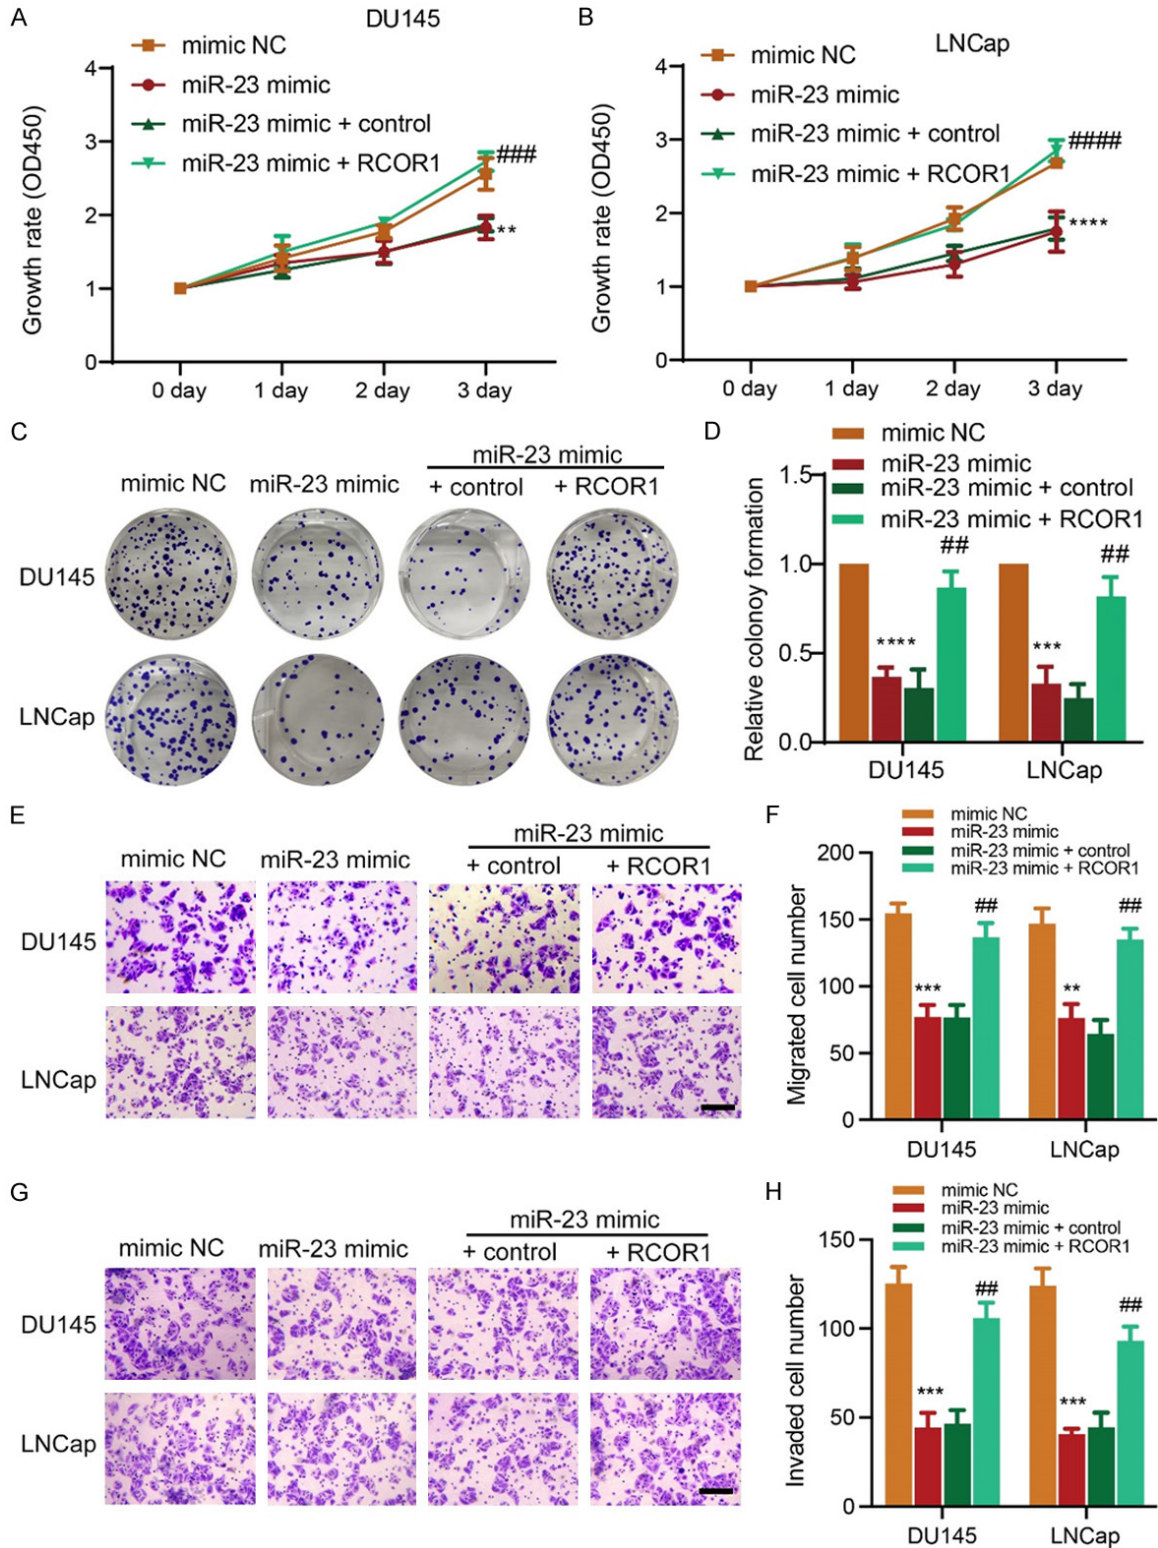 A
DU145
mimic NC
miR-23 mimic
miR-23 mimic + control
miR-23 mimic + RCOR1
Growth rate (OD450)
4
3
2
1
0
###
**
0 day 1 day 2 day 3 day
B
LNCap
mimic NC
miR-23 mimic
miR-23 mimic + control
miR-23 mimic + RCOR1
Growth rate (OD450)
4
3
2
1
0
####
****
0 day 1 day 2 day 3 day
C
miR-23 mimic
mimic NC miR-23 mimic + control + RCOR1
DU145
LNCap
D
mimic NC
miR-23 mimic
miR-23 mimic + control
miR-23 mimic + RCOR1
Relative colonoy formation
1.5
1.0
0.5
0.0
****
##
***
##
DU145 LNCap
E
miR-23 mimic
mimic NC miR-23 mimic + control + RCOR1
DU145
LNCap
F
mimic NC
miR-23 mimic
miR-23 mimic + control
miR-23 mimic + RCOR1
Migrated cell number
200
150
100
50
0
***
##
**
##
DU145 LNCap
G
miR-23 mimic
mimic NC miR-23 mimic + control + RCOR1
DU145
LNCap
H
mimic NC
miR-23 mimic
miR-23 mimic + control
miR-23 mimic + RCOR1
Invaded cell number
150
100
50
0
***
##
***
##
DU145 LNCap